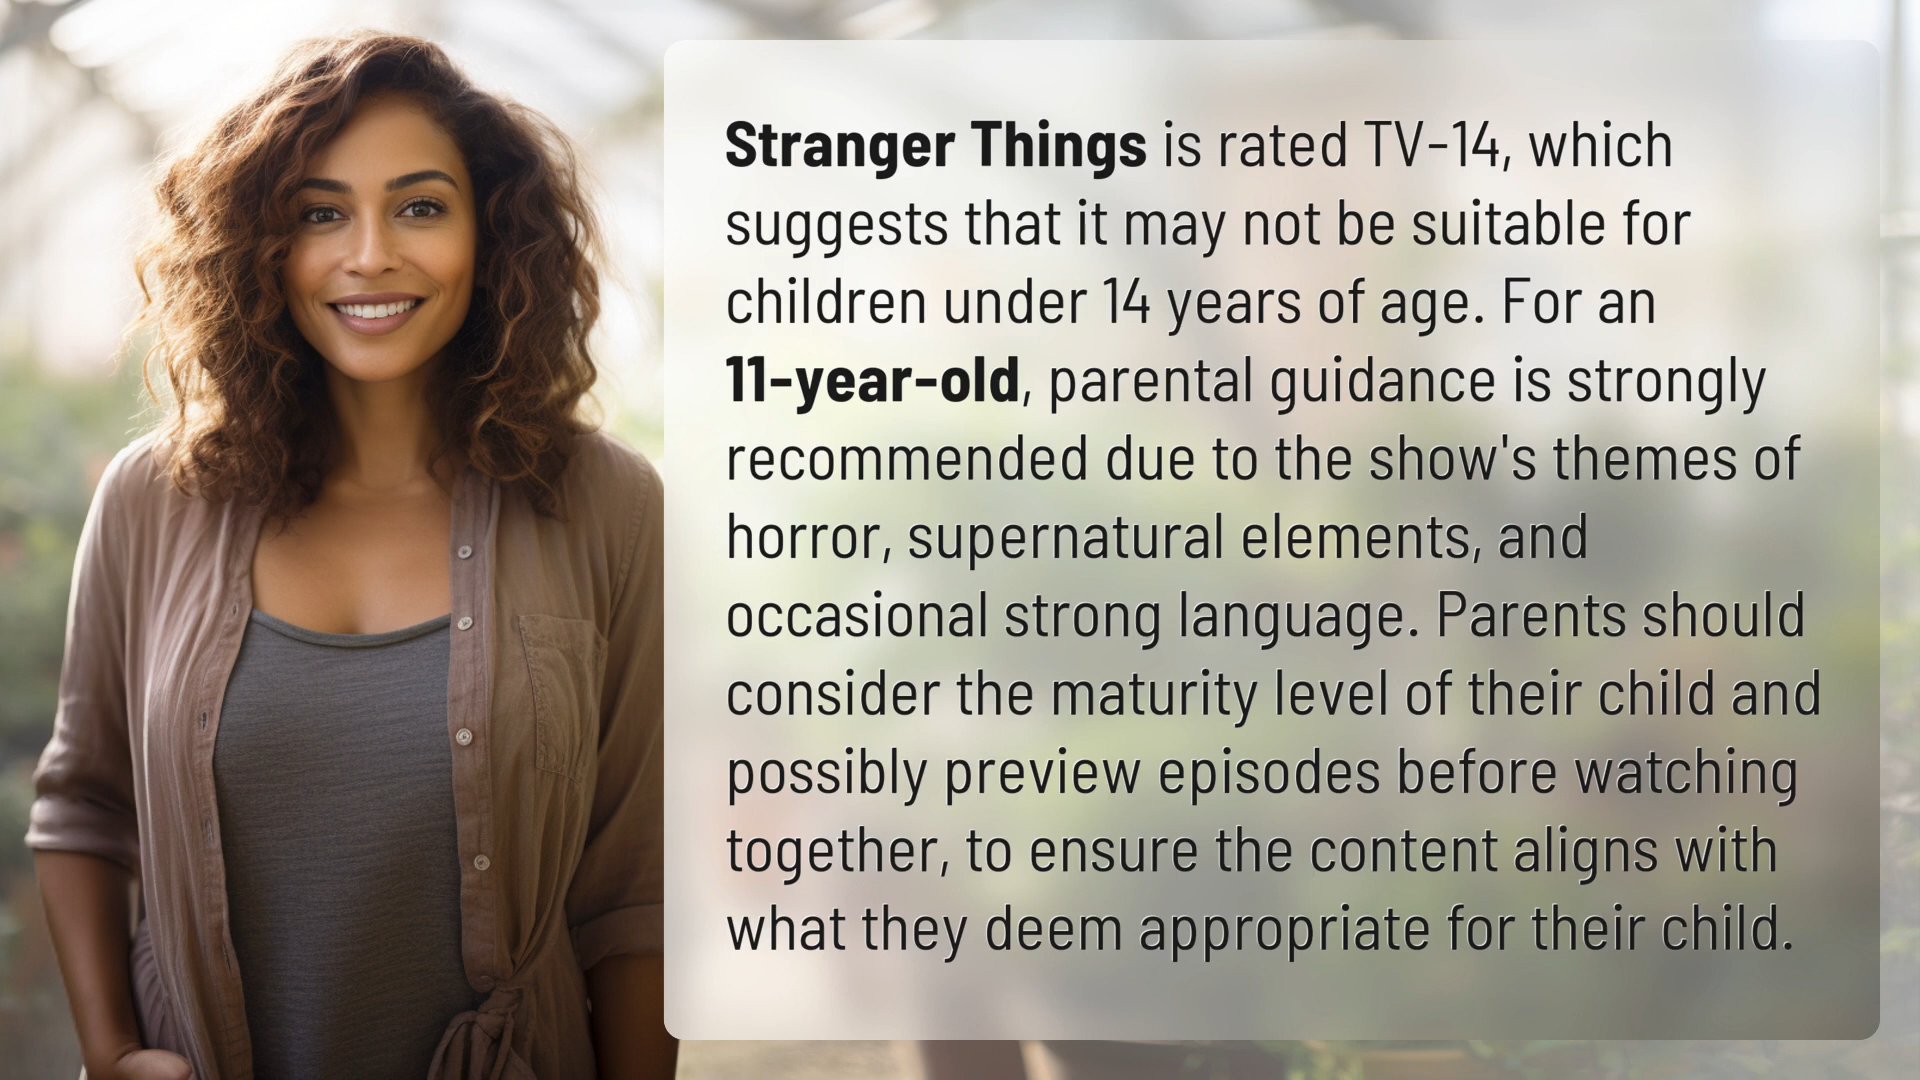 Stranger Things is rated TV-14, which
suggests that it may not be suitable for
children under 14 years of age. For an
11-year-old, parental guidance is strongly
recommended due to the show's themes of
horror, supernatural elements, and
occasional strong language. Parents should
consider the maturity level of their child and
possibly preview episodes before watching
together, to ensure the content aligns with
what they deem appropriate for their child.